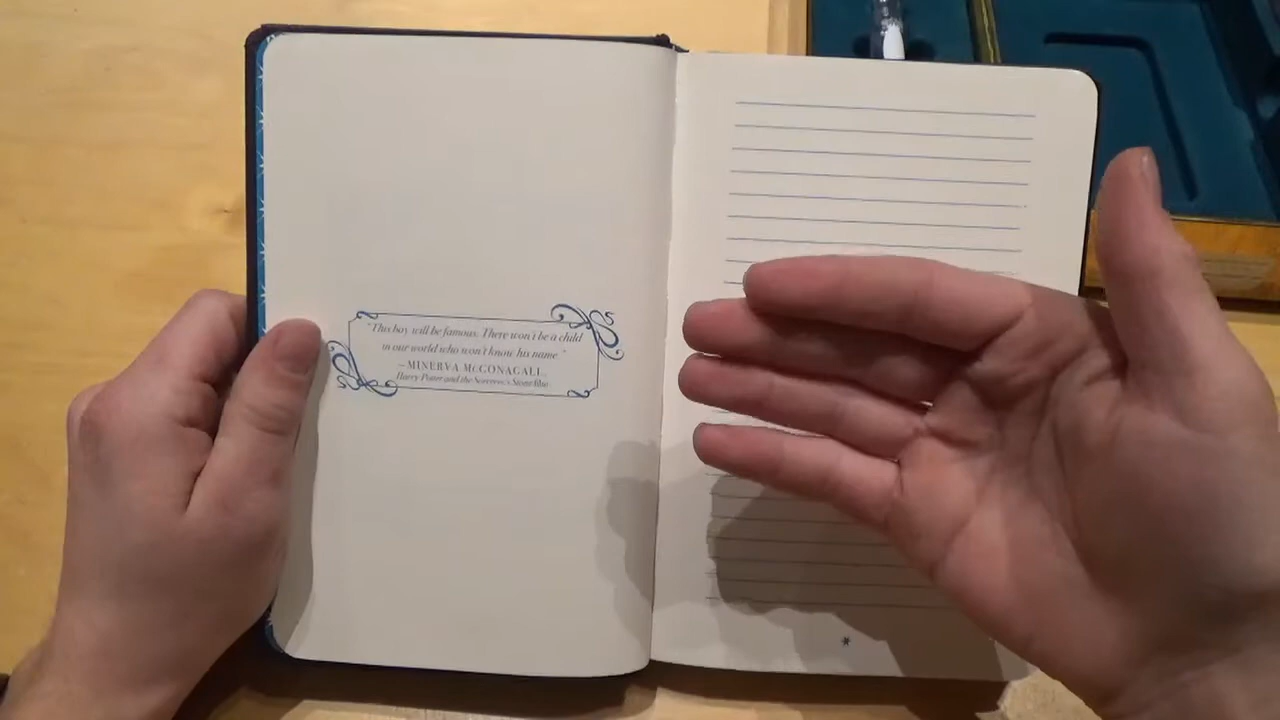 "This boy will be famous. There won't be a child
in our world who won't know his name."
—MINERVA McGONAGALL,
Harry Potter and the Sorcerer's Stone film